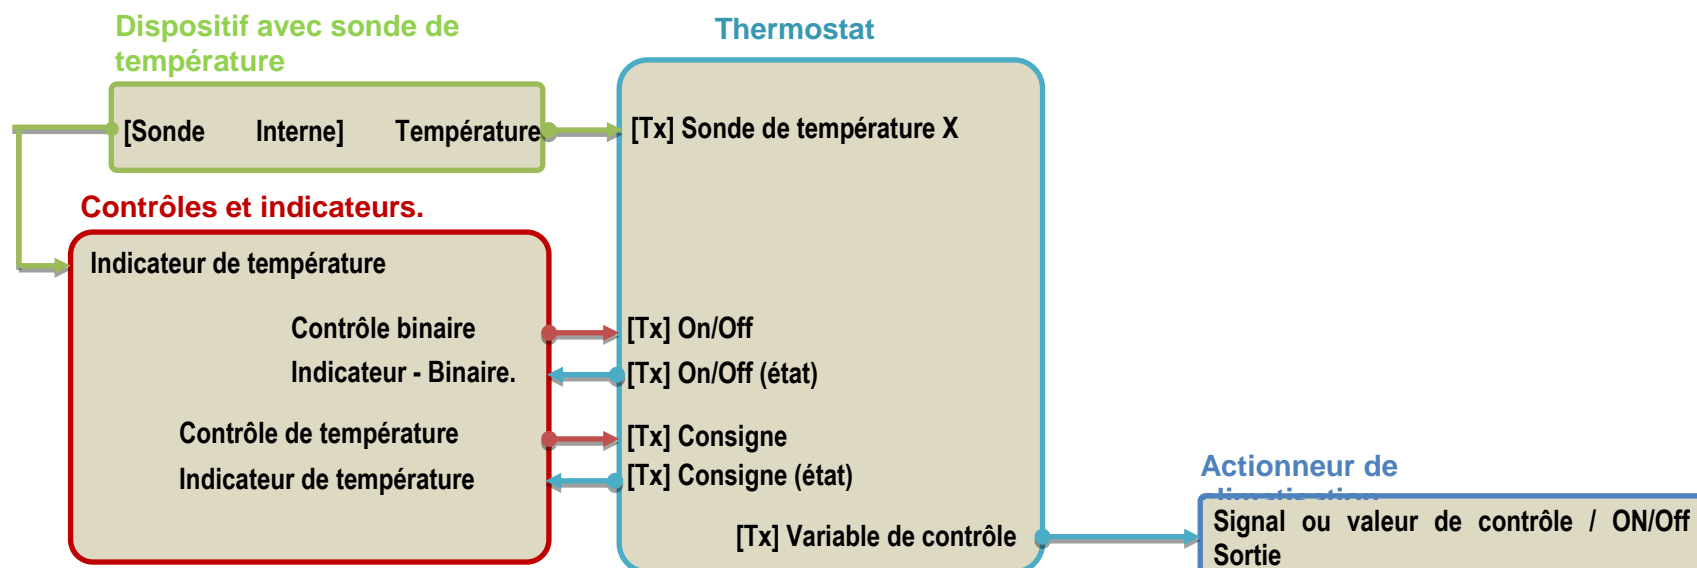 Dispositif avec sonde de
température
Thermostat
[Sonde Interne] Température
[Tx] Sonde de température X
Contrôles et indicateurs.
Indicateur de température
Contrôle binaire
[Tx] On/Off
Indicateur - Binaire.
[Tx] On/Off (état)
Contrôle de température
[Tx] Consigne
Indicateur de température
[Tx] Consigne (état)
[Tx] Variable de contrôle
Actionneur de
climatisation
Signal ou valeur de contrôle / ON/Off
Sortie